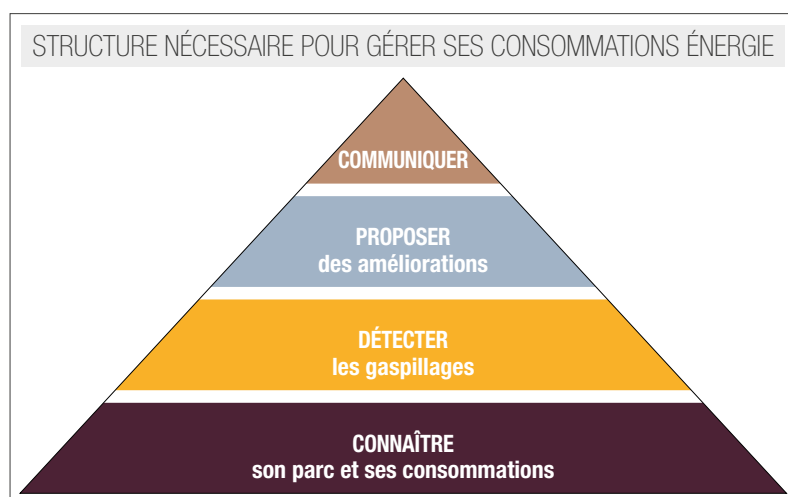 STRUCTURE NÉCESSAIRE POUR GÉRER SES CONSOMMATIONS ÉNERGIE
COMMUNIQUER
PROPOSER
des améliorations
DÉTECTER
les gaspillages
CONNAÎTRE
son parc et ses consommations